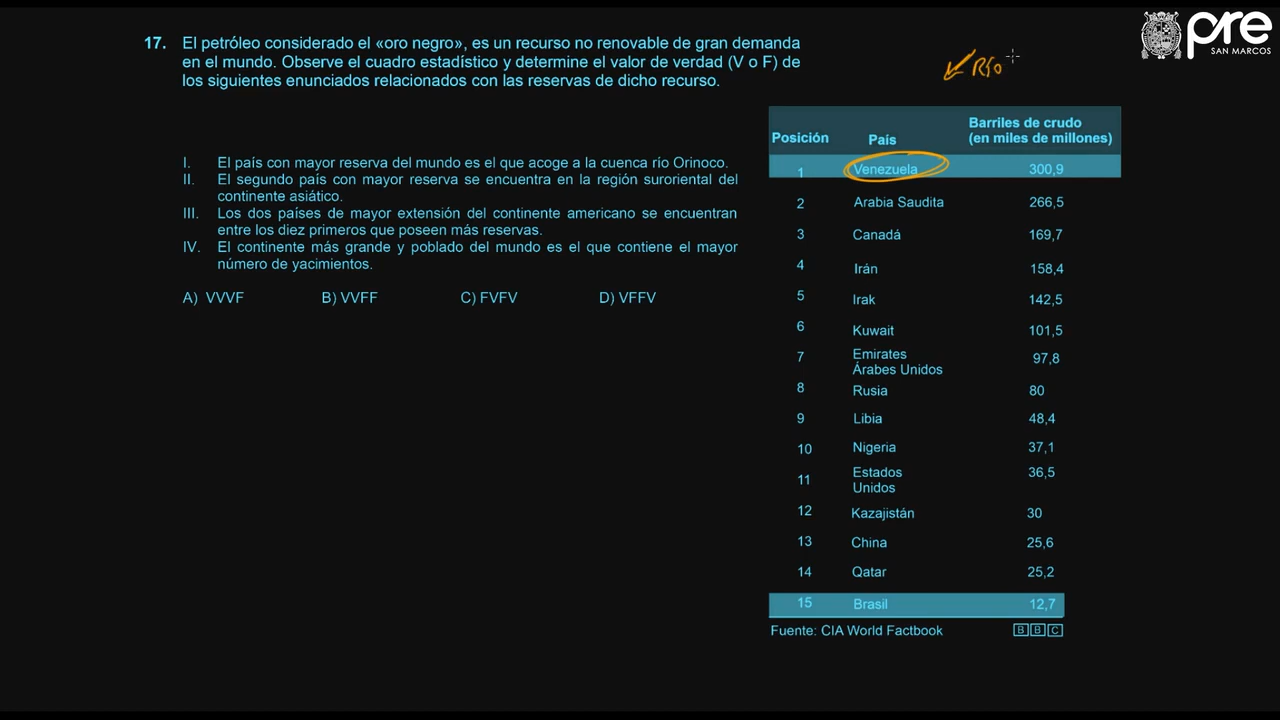 pre
SAN MARCOS
17. El petróleo considerado el «oro negro», es un recurso no renovable de gran demanda
en el mundo. Observe el cuadro estadístico y determine el valor de verdad (V o F) de
los siguientes enunciados relacionados con las reservas de dicho recurso.
Río
I. El país con mayor reserva del mundo es el que acoge a la cuenca río Orinoco.
II. El segundo país con mayor reserva se encuentra en la región suroriental del
continente asiático.
III. Los dos países de mayor extensión del continente americano se encuentran
entre los diez primeros que poseen más reservas.
IV. El continente más grande y poblado del mundo es el que contiene el mayor
número de yacimientos.
A) VVVF B) VVFF C) FVFV D) VFFV
Posición País Barriles de crudo
(en miles de millones)
1 Venezuela 300,9
2 Arabia Saudita 266,5
3 Canadá 169,7
4 Irán 158,4
5 Irak 142,5
6 Kuwait 101,5
7 Emirates
Árabes Unidos 97,8
8 Rusia 80
9 Libia 48,4
10 Nigeria 37,1
11 Estados
Unidos 36,5
12 Kazajistán 30
13 China 25,6
14 Qatar 25,2
15 Brasil 12,7
Fuente: CIA World Factbook BBC